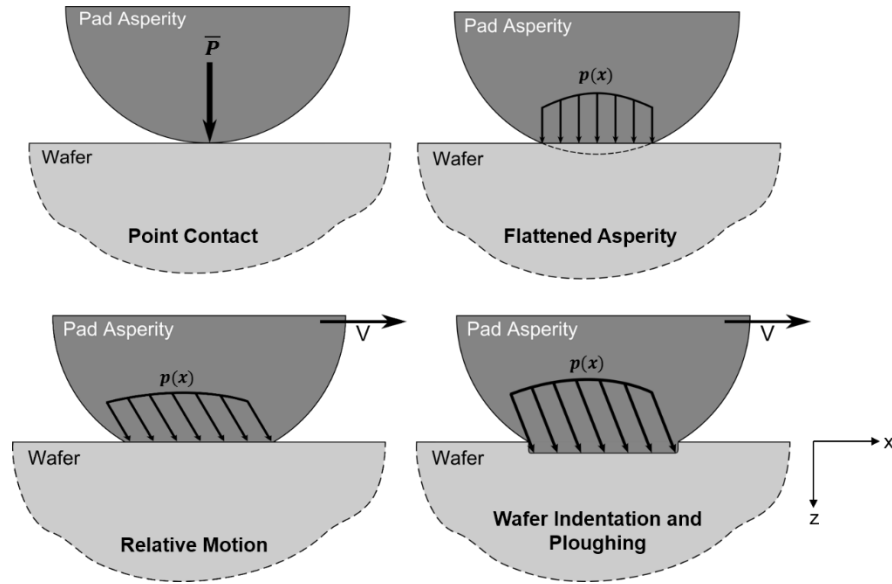 Pad Asperity
P̅
Wafer
Point Contact
Pad Asperity
p(x)
Wafer
Flattened Asperity
Pad Asperity
V
p(x)
Wafer
Relative Motion
Pad Asperity
V
p(x)
Wafer
Wafer Indentation and
Ploughing
x
z